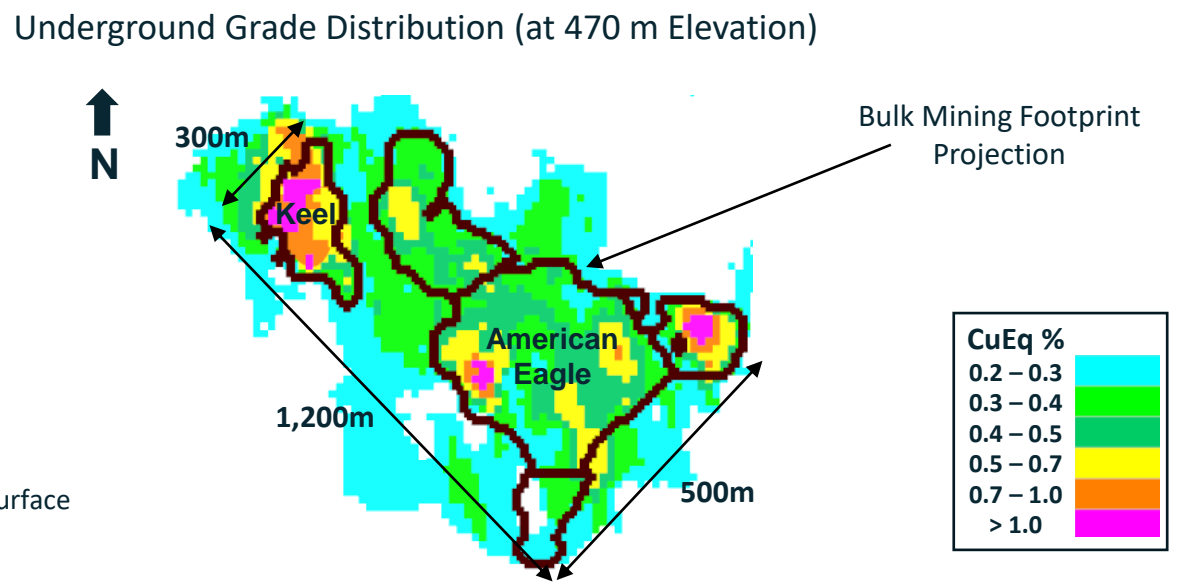 Underground Grade Distribution (at 470 m Elevation)
N
300m
Keel
American
Eagle
1,200m
500m
Bulk Mining Footprint
Projection
CuEq %
0.2 – 0.3
0.3 – 0.4
0.4 – 0.5
0.5 – 0.7
0.7 – 1.0
> 1.0
urface